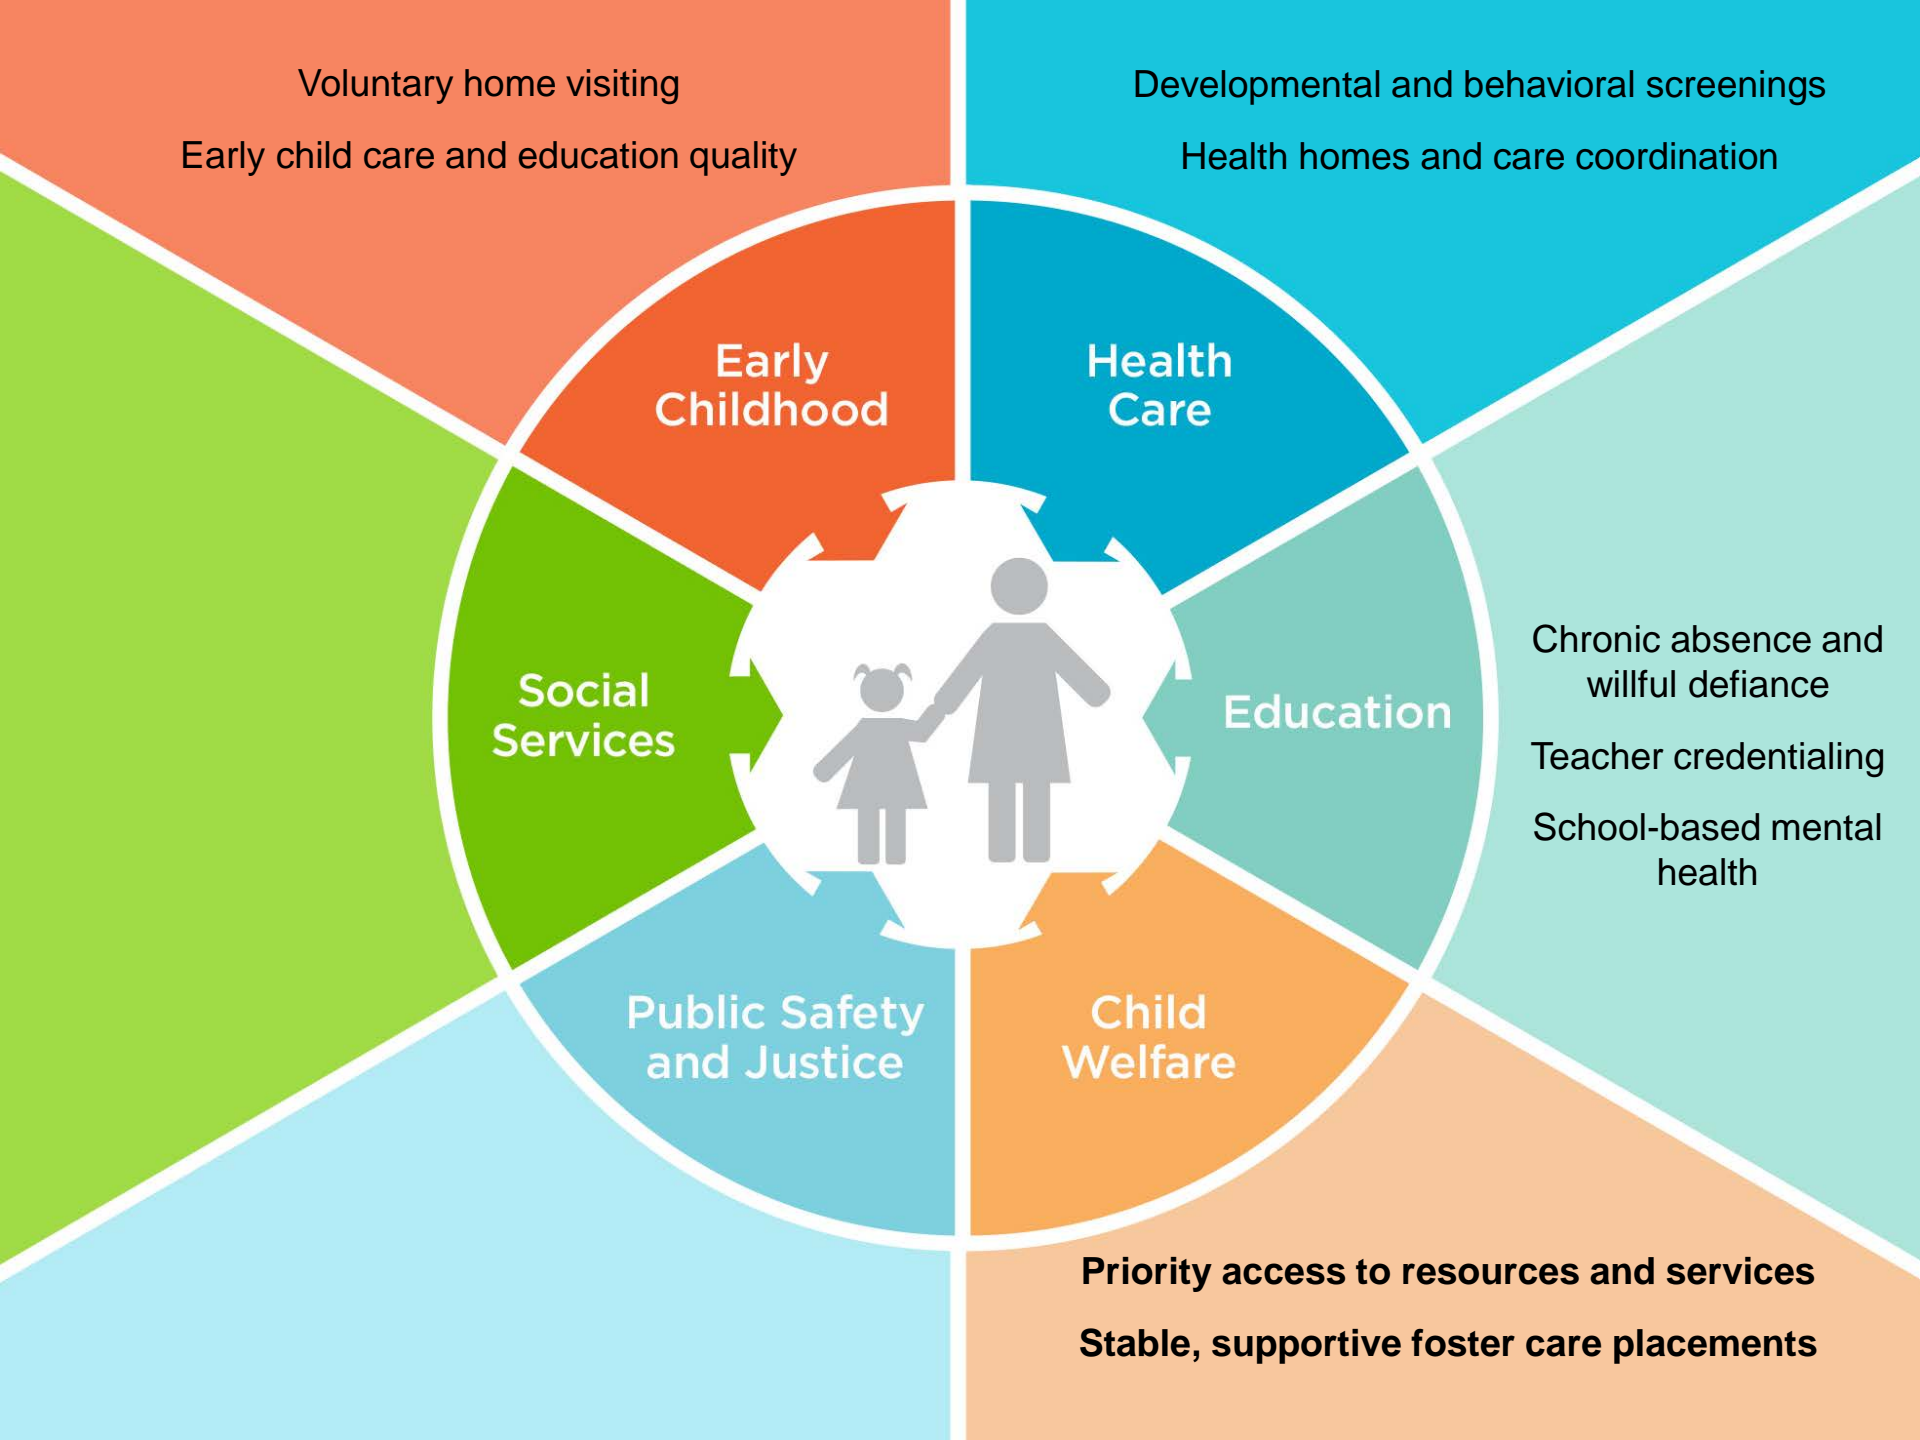 Voluntary home visiting
Early child care and education quality
Developmental and behavioral screenings
Health homes and care coordination
Early
Childhood
Health
Care
Social
Services
Education
Chronic absence and
willful defiance
Teacher credentialing
School-based mental
health
Public Safety
and Justice
Child
Welfare
Priority access to resources and services
Stable, supportive foster care placements